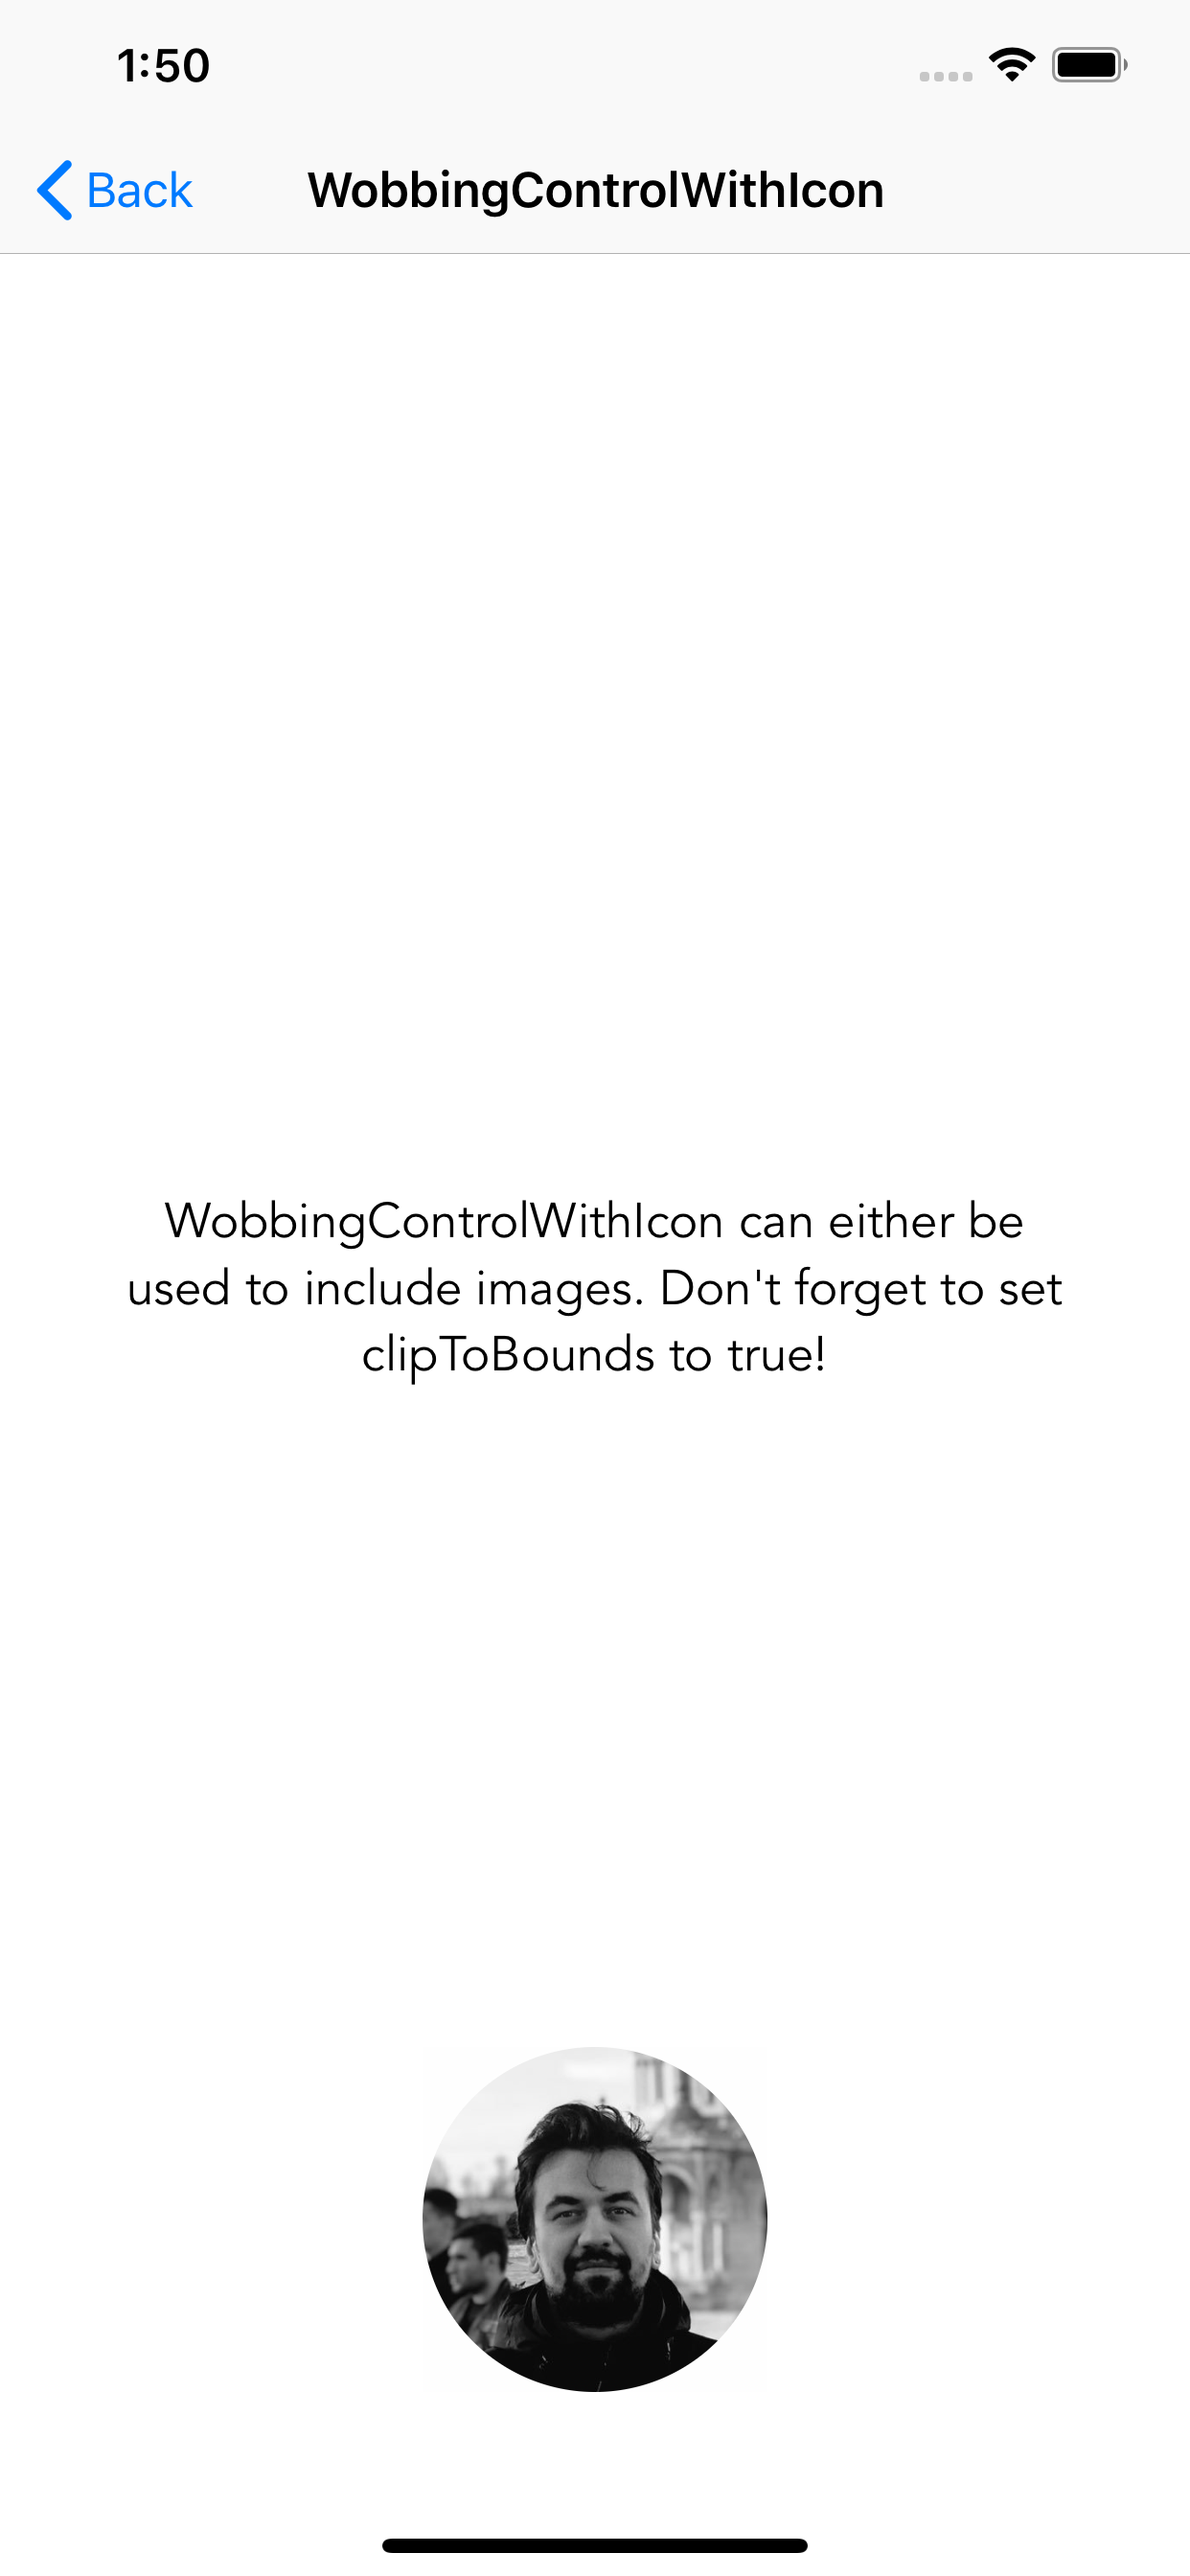 1:50
Back
WobbingControlWithIcon
WobbingControlWithIcon can either be
used to include images. Don't forget to set
clipToBounds to true!